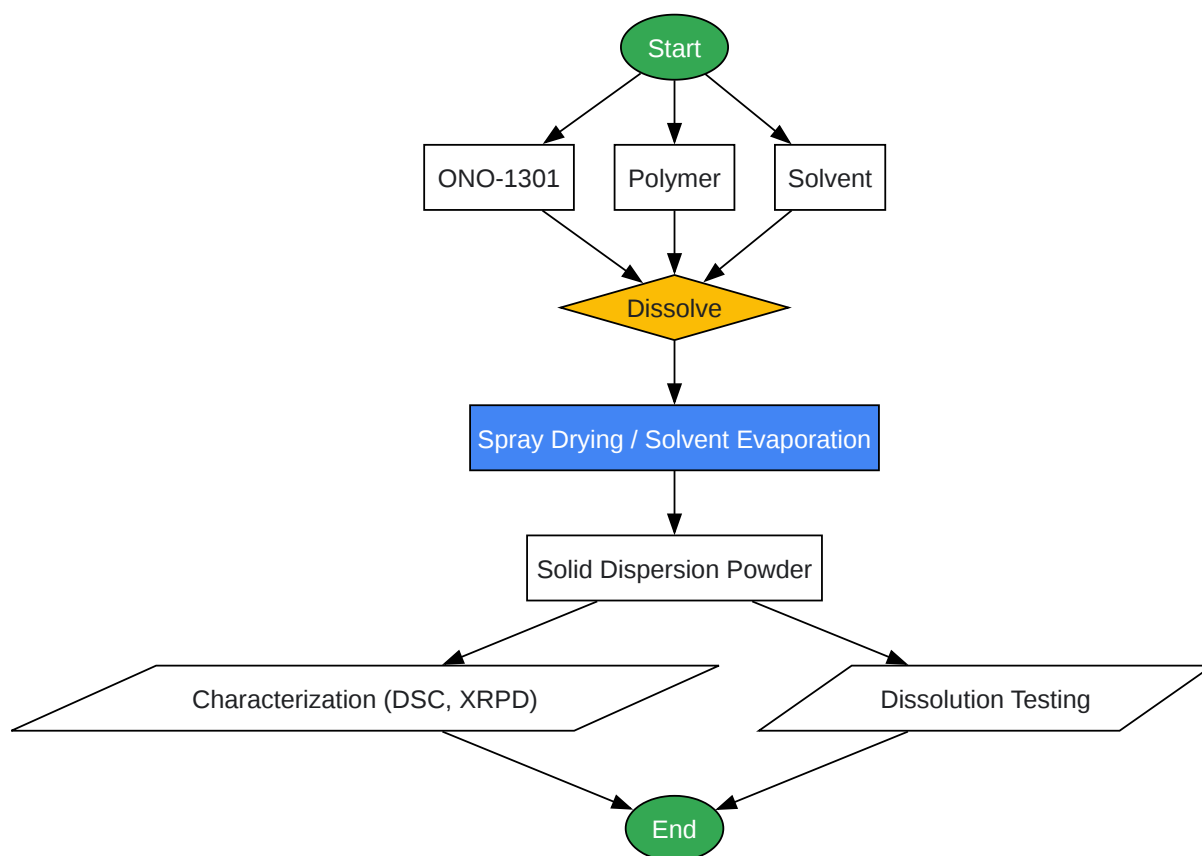 Start
ONO-1301
Polymer
Solvent
Dissolve
Spray Drying / Solvent Evaporation
Solid Dispersion Powder
Characterization (DSC, XRPD)
Dissolution Testing
End